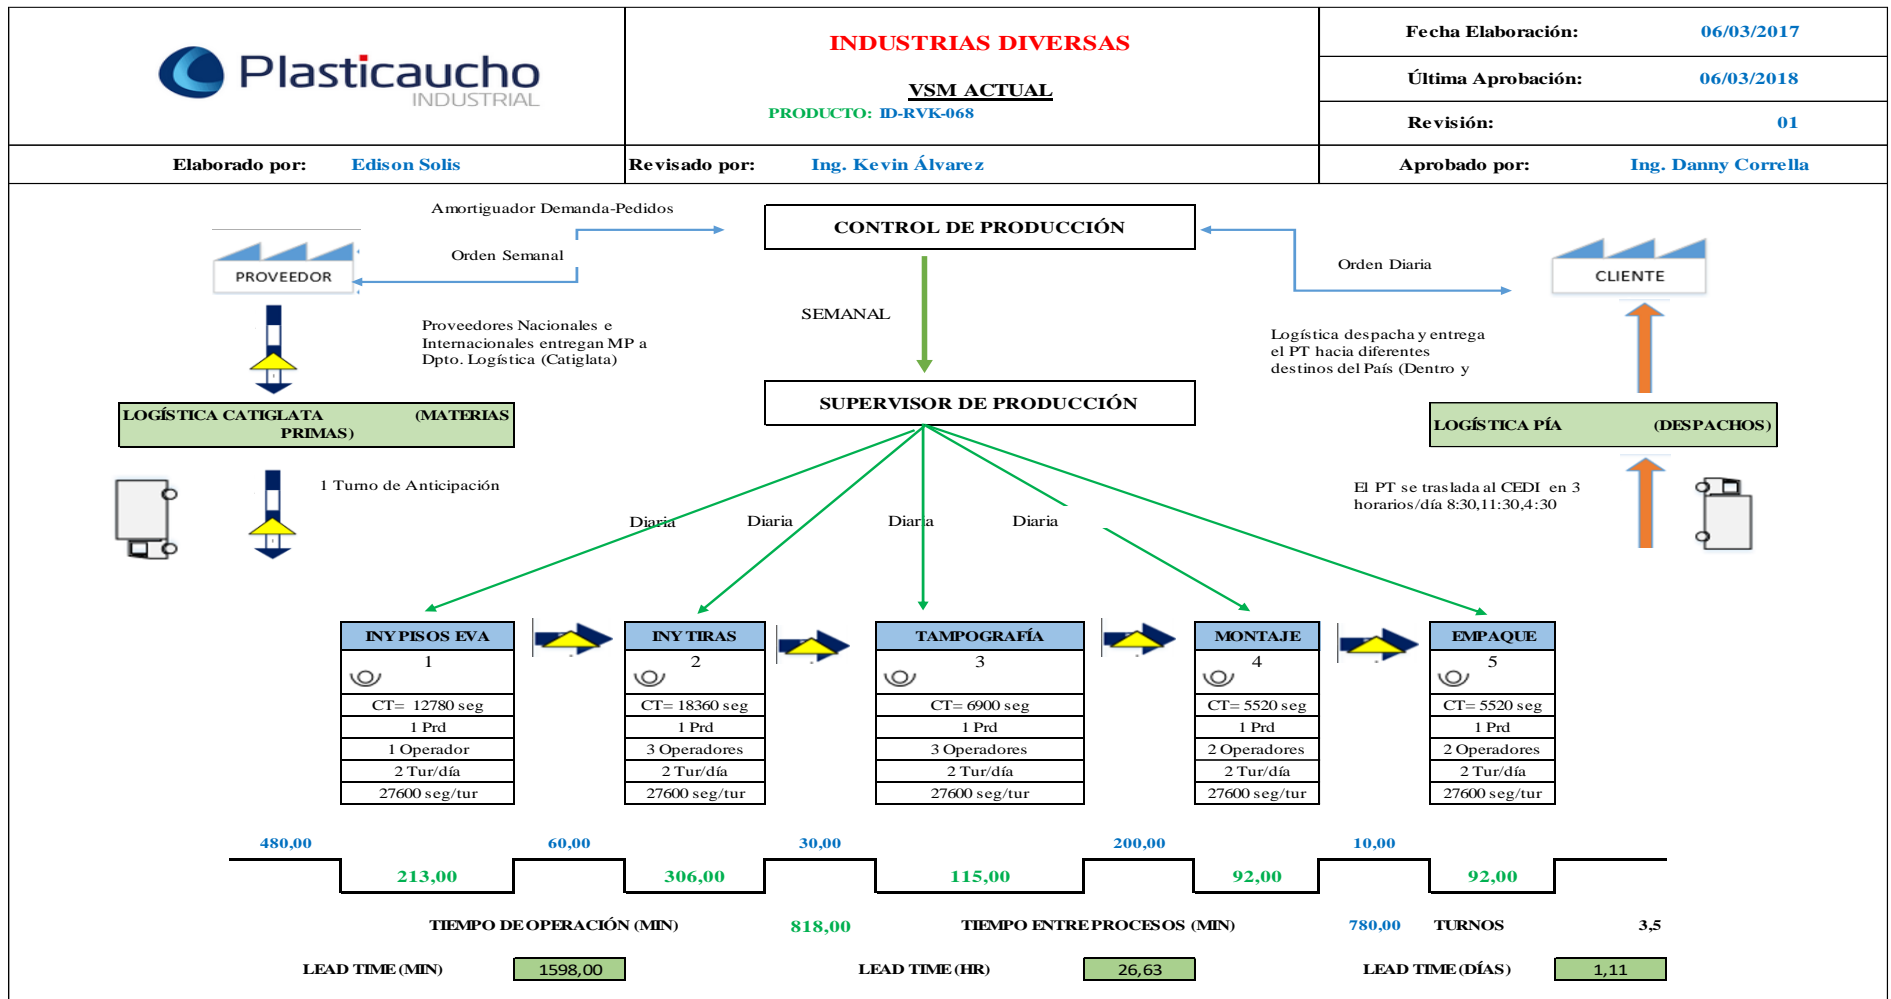 Plasticaucho
INDUSTRIAL
INDUSTRIAS DIVERSAS
VSM ACTUAL
PRODUCTO: ID-RVK-068
Fecha Elaboración: 06/03/2017
Última Aprobación: 06/03/2018
Revisión: 01
Elaborado por: Edison Solis
Revisado por: Ing. Kevin Álvarez
Aprobado por: Ing. Danny Corrella
Amortiguador Demanda-Pedidos
Orden Semanal
PROVEEDOR
CONTROL DE PRODUCCIÓN
Orden Diaria
CLIENTE
SEMANAL
Proveedores Nacionales e
Internacionales entregan MP a
Dpto. Logística (Catiglata)
Logística despacha y entrega
el PT hacia diferentes
destinos del País (Dentro y
LOGÍSTICA CATIGLATA (MATERIAS
PRIMAS)
SUPERVISOR DE PRODUCCIÓN
LOGÍSTICA PÍA (DESPACHOS)
1 Turno de Anticipación
El PT se traslada al CEDI en 3
horarios/día 8:30,11:30,4:30
Diaria Diaria Diaria Diaria
INY PISOS EVA
1
CT= 12780 seg
1 Prd
1 Operador
2 Tur/día
27600 seg/tur
INY TIRAS
2
CT= 18360 seg
1 Prd
3 Operadores
2 Tur/día
27600 seg/tur
TAMPOGRAFÍA
3
CT= 6900 seg
1 Prd
3 Operadores
2 Tur/día
27600 seg/tur
MONTAJE
4
CT= 5520 seg
1 Prd
2 Operadores
2 Tur/día
27600 seg/tur
EMPAQUE
5
CT= 5520 seg
1 Prd
2 Operadores
2 Tur/día
27600 seg/tur
480,00 60,00 30,00 200,00 10,00
213,00 306,00 115,00 92,00 92,00
TIEMPO DE OPERACIÓN (MIN) 818,00 TIEMPO ENTRE PROCESOS (MIN) 780,00 TURNOS 3,5
LEAD TIME (MIN) 1598,00 LEAD TIME (HR) 26,63 LEAD TIME (DÍAS) 1,11